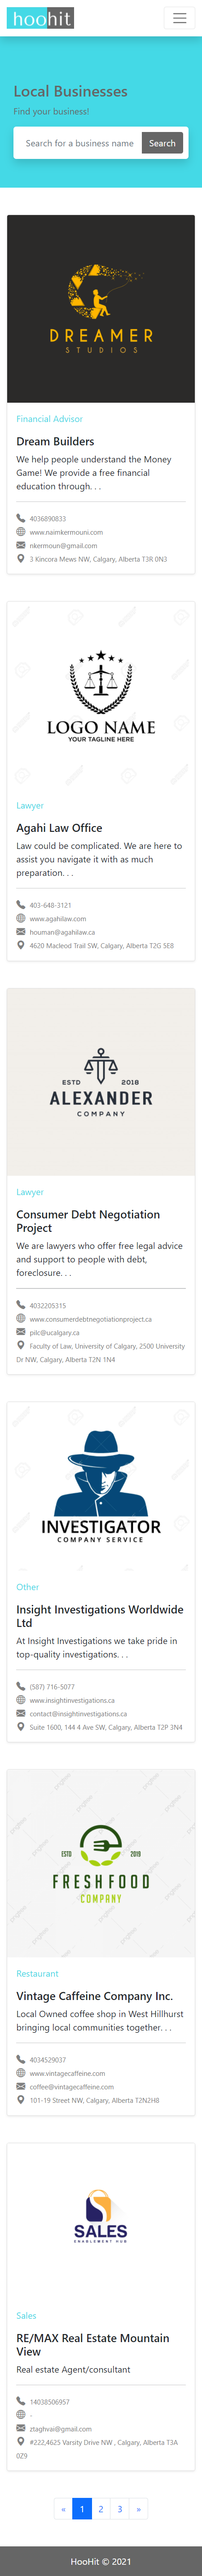 hoohit
Local Businesses
Find your business!
Search for a business name
Search
DREAMER
STUDIOS
Financial Advisor
Dream Builders
We help people understand the Money
Game! We provide a free financial
education through. . .
4036890833
www.naimkermouni.com
nkermoun@gmail.com
3 Kincora Mews NW, Calgary, Alberta T3R 0N3
LOGO NAME
YOUR TAGLINE HERE
Lawyer
Agahi Law Office
Law could be complicated. We are here to
assist you navigate it with as much
preparation. . .
403-648-3121
www.agahilaw.com
houman@agahilaw.ca
4620 Macleod Trail SW, Calgary, Alberta T2G 5E8
ESTD 2018
ALEXANDER
COMPANY
Lawyer
Consumer Debt Negotiation
Project
We are lawyers who offer free legal advice
and support to people with debt,
foreclosure. . .
4032205315
www.consumerdebtnegotiationproject.ca
pilc@ucalgary.ca
Faculty of Law, University of Calgary, 2500 University
Dr NW, Calgary, Alberta T2N 1N4
INVESTIGATOR
COMPANY SERVICE
Other
Insight Investigations Worldwide
Ltd
At Insight Investigations we take pride in
top-quality investigations. . .
(587) 716-5077
www.insightinvestigations.ca
contact@insightinvestigations.ca
Suite 1600, 144 4 Ave SW, Calgary, Alberta T2P 3N4
ESTD 2019
FRESH FOOD
COMPANY
Restaurant
Vintage Caffeine Company Inc.
Local Owned coffee shop in West Hillhurst
bringing local communities together. . .
4034529037
www.vintagecaffeine.com
coffee@vintagecaffeine.com
101-19 Street NW, Calgary, Alberta T2N2H8
SALES
ENABLEMENT HUB
Sales
RE/MAX Real Estate Mountain
View
Real estate Agent/consultant
14038506957
-
ztaghvai@gmail.com
#222,4625 Varsity Drive NW , Calgary, Alberta T3A
0Z9
« 1 2 3 »
HooHit © 2021